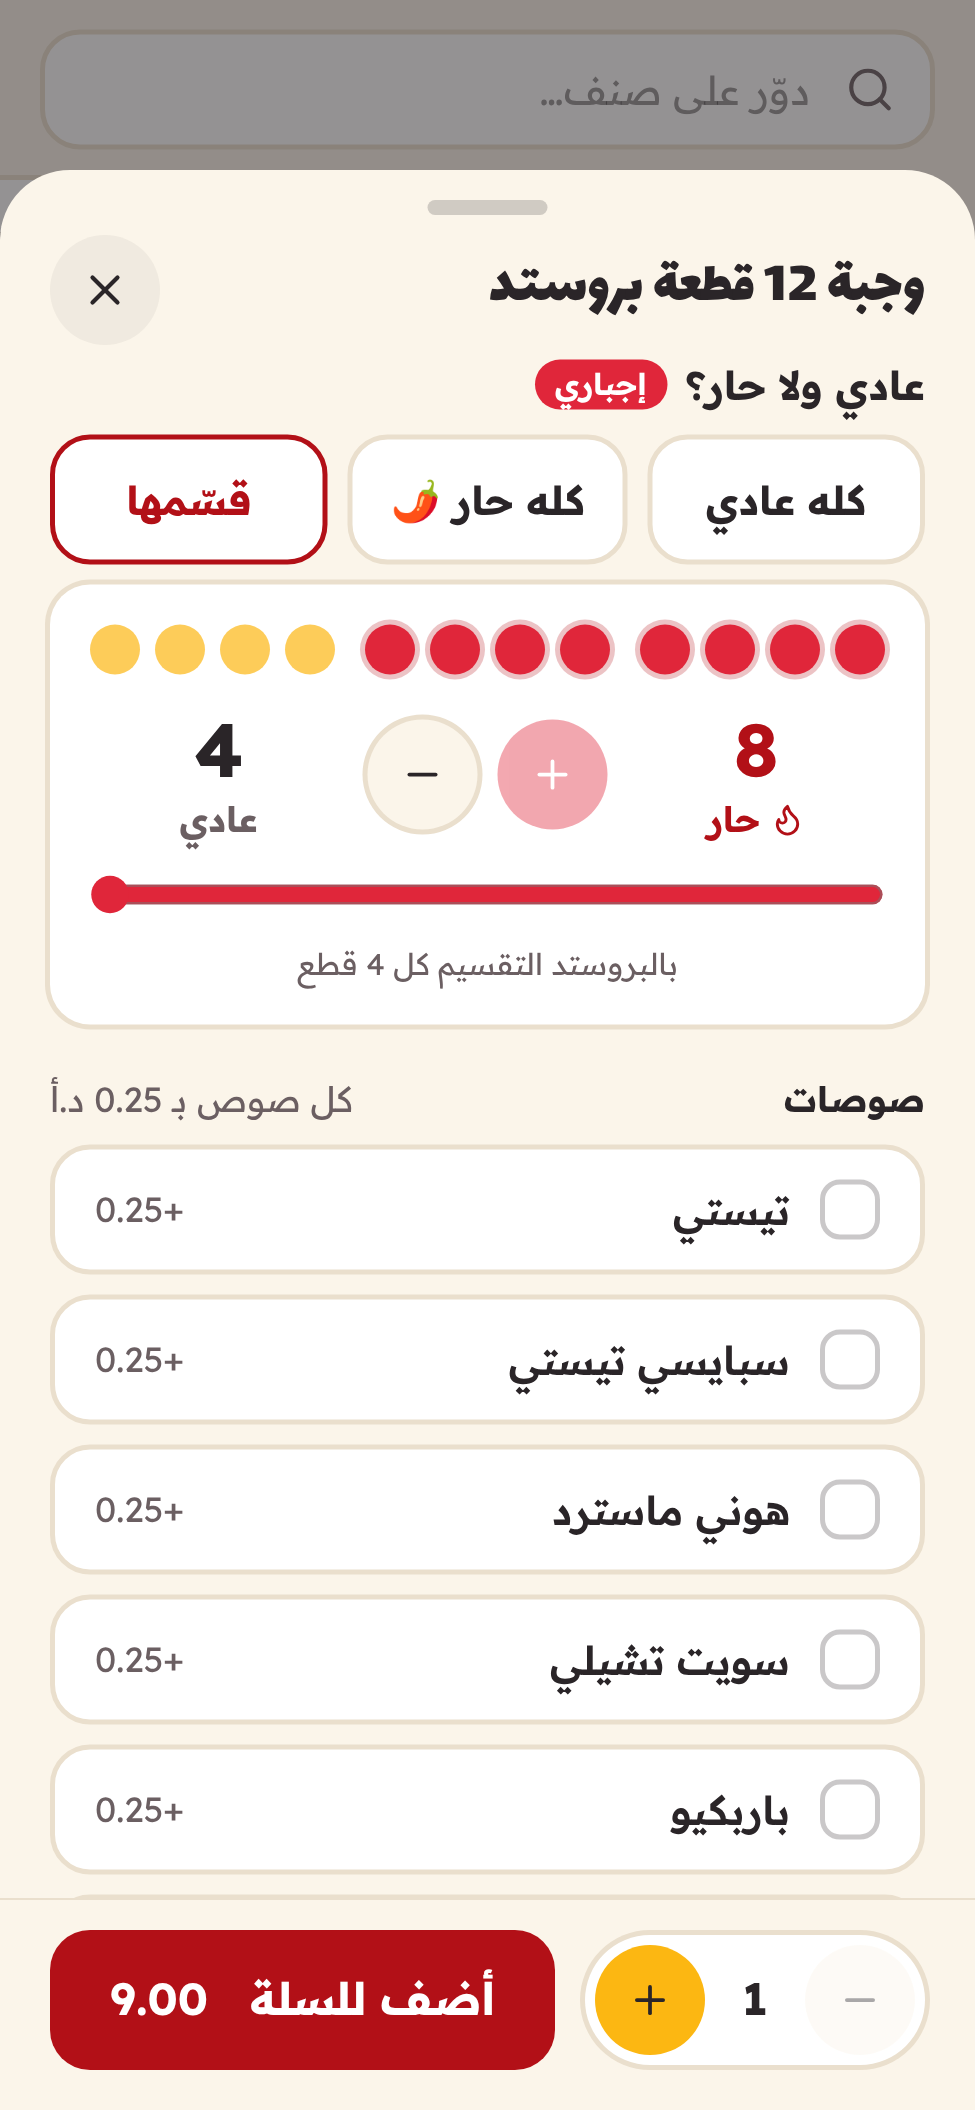 دوّر على صنف...
وجبة 12 قطعة بروستد
عادي ولا حار؟ إجباري
كله عادي
كله حار 🌶️
قسّمها
8
حار
+
−
4
عادي
بالبروستد التقسيم كل 4 قطع
صوصات
كل صوص بـ 0.25 د.أ
تيستي
+0.25
سبايسي تيستي
+0.25
هوني ماسترد
+0.25
سويت تشيلي
+0.25
باربكيو
+0.25
−
1
+
أضف للسلة 9.00